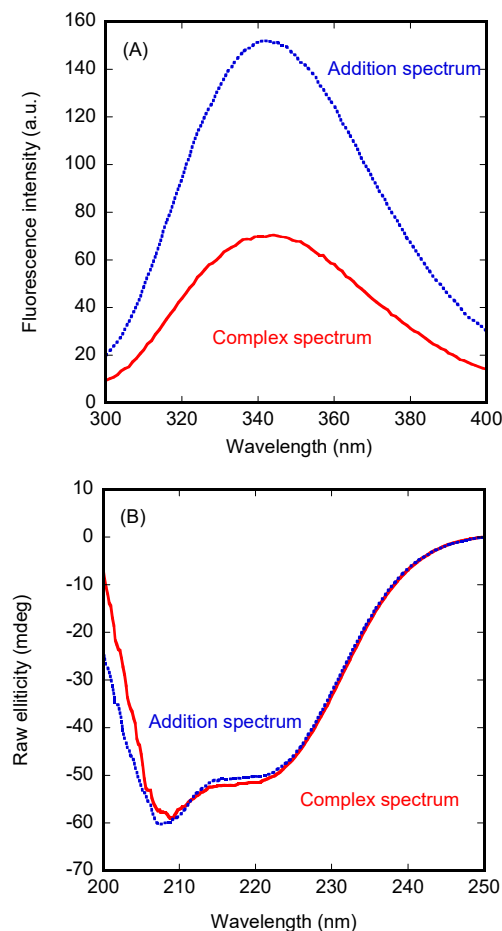 160
(A)
Addition spectrum
140
120
100
80
60
Complex spectrum
40
20
0
300 320 340 360 380 400
Wavelength (nm)
Fluorescence intensity (a.u.)
10
(B)
0
-10
-20
-30
Addition spectrum
-40
-50
Complex spectrum
-60
-70
200 210 220 230 240 250
Wavelength (nm)
Raw elliticity (mdeg)